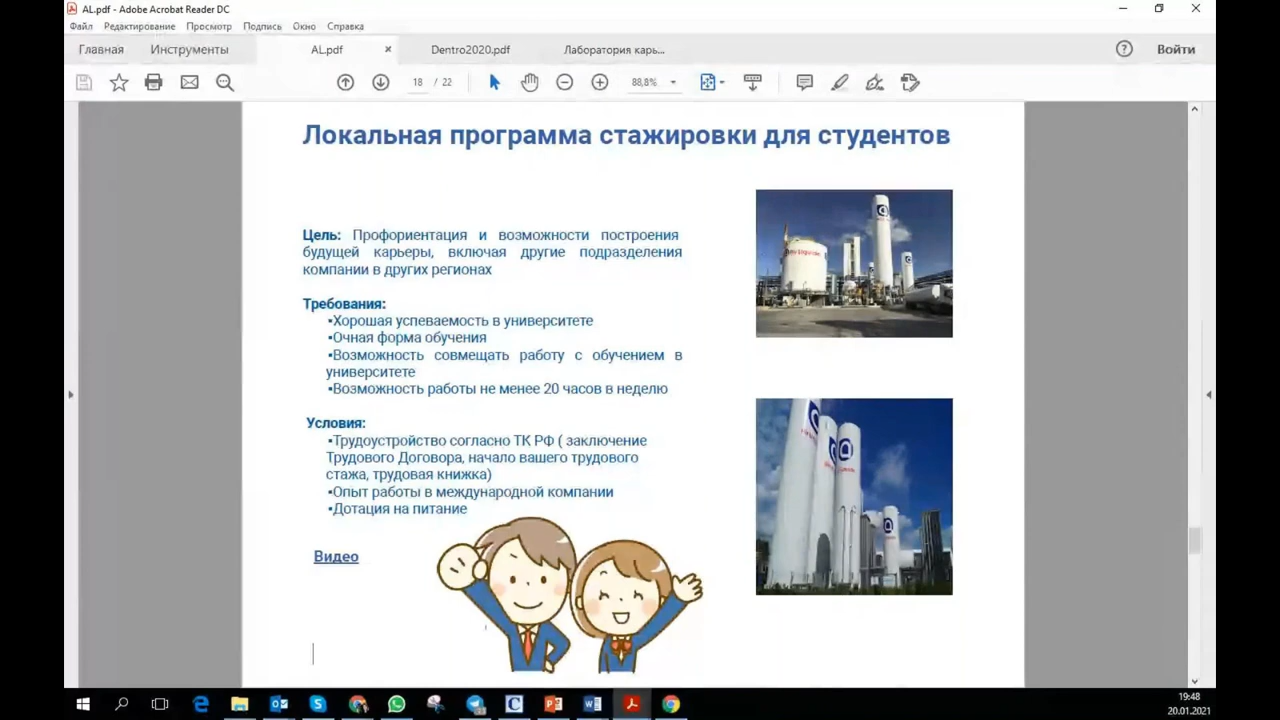 AL.pdf - Adobe Acrobat Reader DC
Файл Редактирование Просмотр Подпись Окно Справка
Главная Инструменты AL.pdf Dentro2020.pdf Лаборатория карь... Войти
18 / 22 88,8%
Локальная программа стажировки для студентов
Цель: Профориентация и возможности построения
будущей карьеры, включая другие подразделения
компании в других регионах
Требования:
▪Хорошая успеваемость в университете
▪Очная форма обучения
▪Возможность совмещать работу с обучением в
университете
▪Возможность работы не менее 20 часов в неделю
Условия:
▪Трудоустройство согласно ТК РФ ( заключение
Трудового Договора, начало вашего трудового
стажа, трудовая книжка)
▪Опыт работы в международной компании
▪Дотация на питание
Видео
19:48
20.01.2021